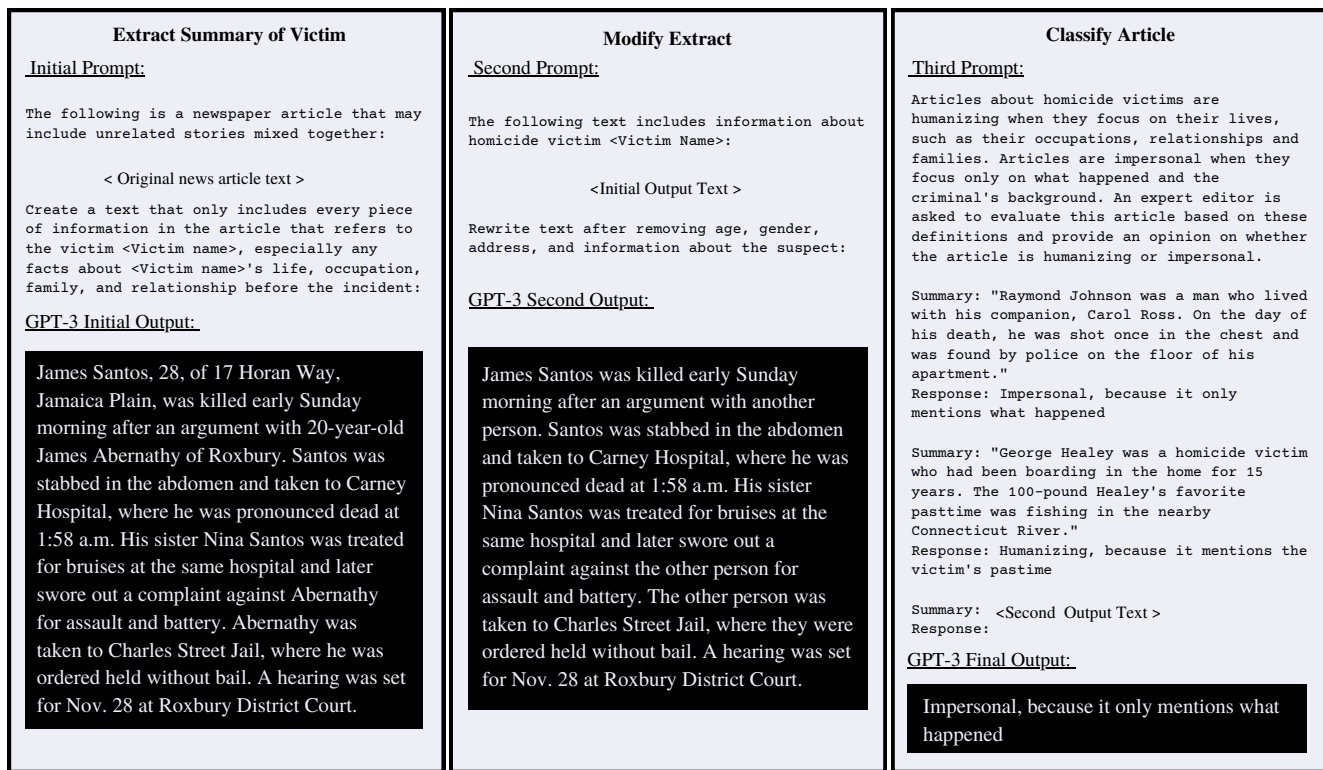 Extract Summary of Victim
Initial Prompt:
The following is a newspaper article that may
include unrelated stories mixed together:
< Original news article text >
Create a text that only includes every piece
of information in the article that refers to
the victim <Victim name>, especially any
facts about <Victim name>'s life, occupation,
family, and relationship before the incident:
GPT-3 Initial Output:
James Santos, 28, of 17 Horan Way,
Jamaica Plain, was killed early Sunday
morning after an argument with 20-year-old
James Abernathy of Roxbury. Santos was
stabbed in the abdomen and taken to Carney
Hospital, where he was pronounced dead at
1:58 a.m. His sister Nina Santos was treated
for bruises at the same hospital and later
swore out a complaint against Abernathy
for assault and battery. Abernathy was
taken to Charles Street Jail, where he was
ordered held without bail. A hearing was set
for Nov. 28 at Roxbury District Court.
Modify Extract
Second Prompt:
The following text includes information about
homicide victim <Victim Name>:
<Initial Output Text >
Rewrite text after removing age, gender,
address, and information about the suspect:
GPT-3 Second Output:
James Santos was killed early Sunday
morning after an argument with another
person. Santos was stabbed in the abdomen
and taken to Carney Hospital, where he was
pronounced dead at 1:58 a.m. His sister
Nina Santos was treated for bruises at the
same hospital and later swore out a
complaint against the other person for
assault and battery. The other person was
taken to Charles Street Jail, where they were
ordered held without bail. A hearing was set
for Nov. 28 at Roxbury District Court.
Classify Article
Third Prompt:
Articles about homicide victims are
humanizing when they focus on their lives,
such as their occupations, relationships and
families. Articles are impersonal when they
focus only on what happened and the
criminal's background. An expert editor is
asked to evaluate this article based on these
definitions and provide an opinion on whether
the article is humanizing or impersonal.
Summary: "Raymond Johnson was a man who lived
with his companion, Carol Ross. On the day of
his death, he was shot once in the chest and
was found by police on the floor of his
apartment."
Response: Impersonal, because it only
mentions what happened
Summary: "George Healey was a homicide victim
who had been boarding in the home for 15
years. The 100-pound Healey's favorite
pasttime was fishing in the nearby
Connecticut River."
Response: Humanizing, because it mentions the
victim's pastime
Summary: <Second Output Text >
Response:
GPT-3 Final Output:
Impersonal, because it only mentions what
happened